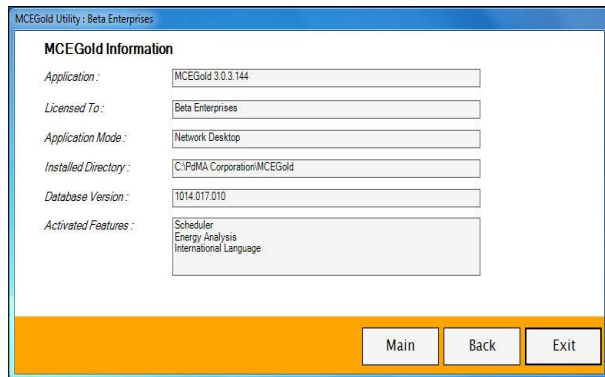 MCEGold Utility : Beta Enterprises
MCEGold Information
Application : MCEGold 3.0.3.144
Licensed To : Beta Enterprises
Application Mode : Network Desktop
Installed Directory : C:\PdMA Corporation\MCEGold
Database Version : 1014.017.010
Activated Features : Scheduler
Energy Analysis
International Language
Main Back Exit